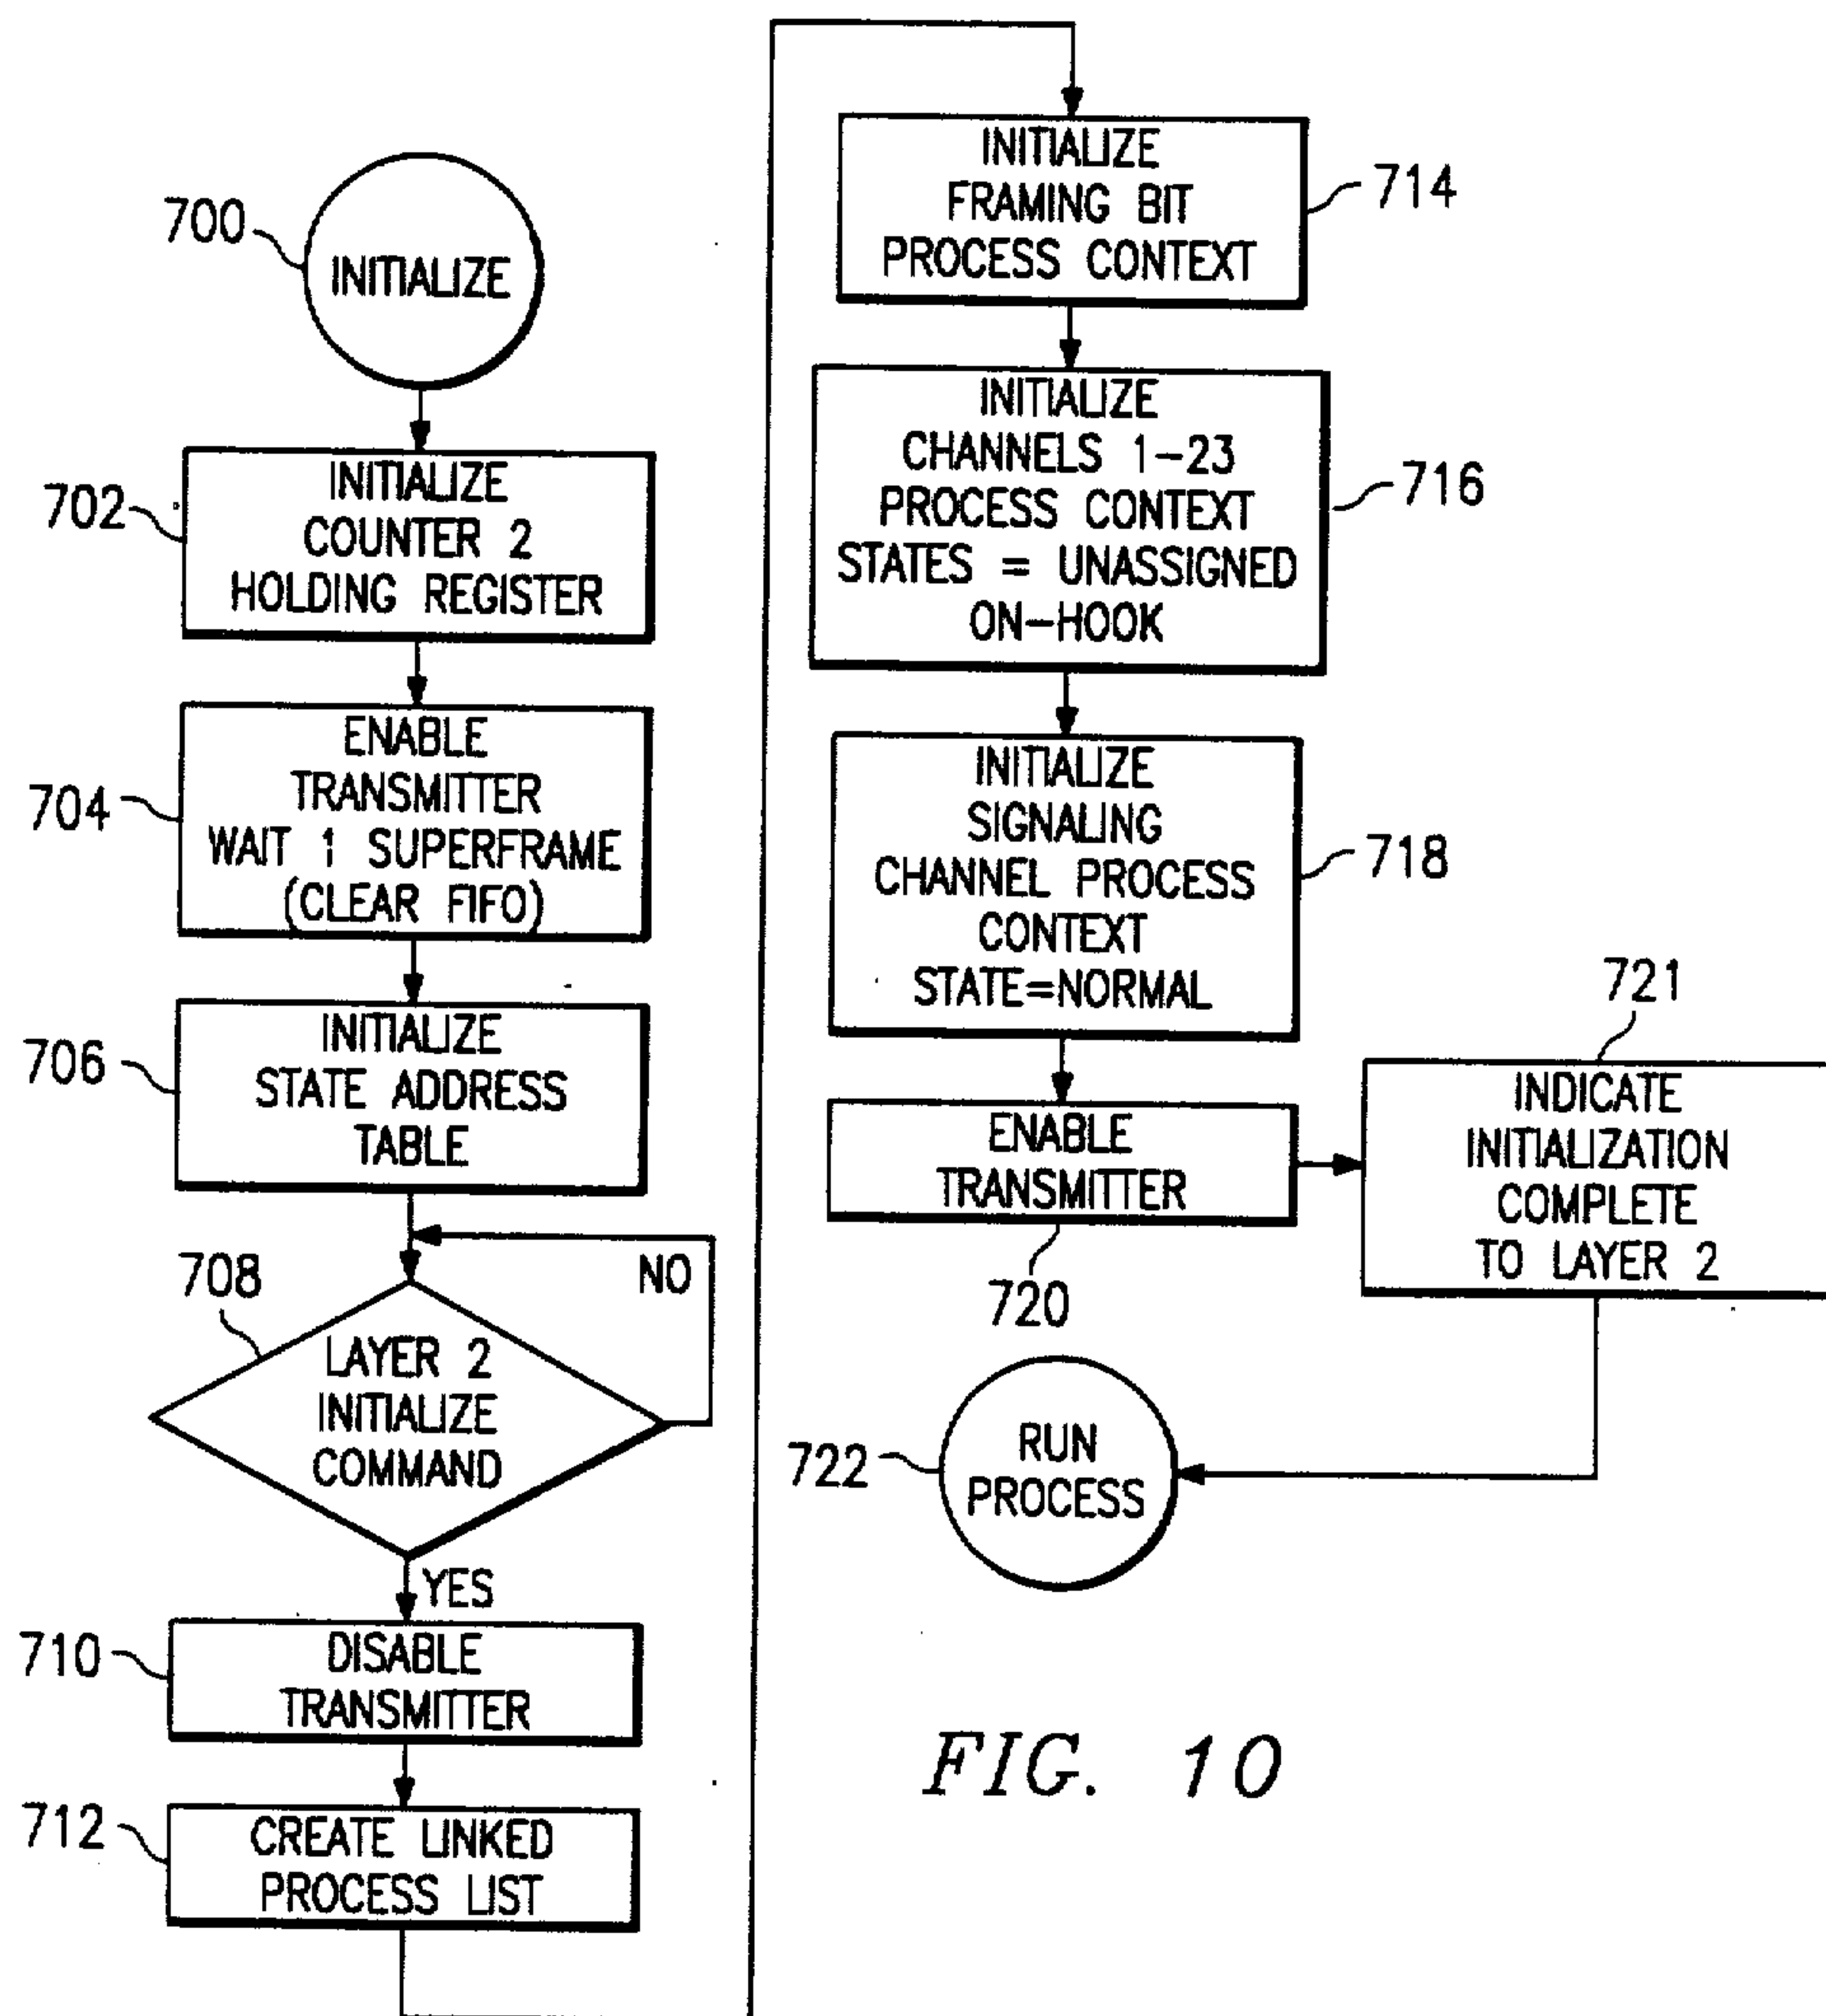 700
INITIALIZE
702
INITIALIZE
COUNTER 2
HOLDING REGISTER
704
ENABLE
TRANSMITTER
WAIT 1 SUPERFRAME
(CLEAR FIFO)
706
INITIALIZE
STATE ADDRESS
TABLE
708
LAYER 2
INITIALIZE
COMMAND
NO
YES
710
DISABLE
TRANSMITTER
712
CREATE LINKED
PROCESS LIST
INITIALIZE
FRAMING BIT
PROCESS CONTEXT
714
INITIALIZE
CHANNELS 1-23
PROCESS CONTEXT
STATES = UNASSIGNED
ON-HOOK
716
INITIALIZE
SIGNALING
CHANNEL PROCESS
CONTEXT
STATE=NORMAL
718
ENABLE
TRANSMITTER
720
721
INDICATE
INITIALIZATION
COMPLETE
TO LAYER 2
722
RUN
PROCESS
FIG. 10